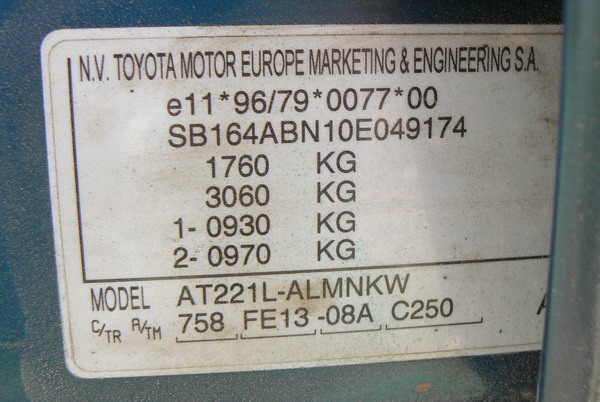 N.V. TOYOTA MOTOR EUROPE MARKETING & ENGINEERING S.A.
e11*96/79*0077*00
SB164ABN10E049174
1760 KG
3060 KG
1- 0930 KG
2- 0970 KG
MODEL AT221L-ALMNKW
C/TR A/TM 758 FE13 -08A C250